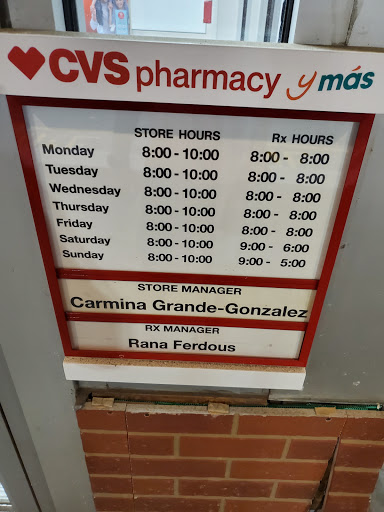 CVS pharmacy y más
STORE HOURS Rx HOURS
Monday 8:00 - 10:00 8:00 - 8:00
Tuesday 8:00 - 10:00 8:00 - 8:00
Wednesday 8:00 - 10:00 8:00 - 8:00
Thursday 8:00 - 10:00 8:00 - 8:00
Friday 8:00 - 10:00 8:00 - 8:00
Saturday 8:00 - 10:00 9:00 - 6:00
Sunday 8:00 - 10:00 9:00 - 5:00
STORE MANAGER
Carmina Grande-Gonzalez
RX MANAGER
Rana Ferdous